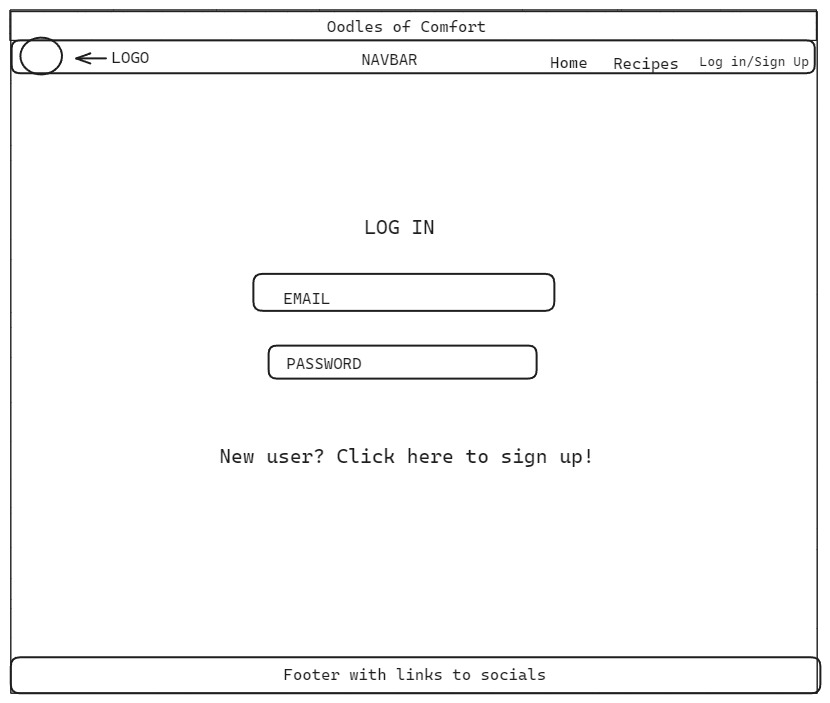 Oodles of Comfort
LOGO
NAVBAR
Home
Recipes
Log in/Sign Up
LOG IN
EMAIL
PASSWORD
New user? Click here to sign up!
Footer with links to socials